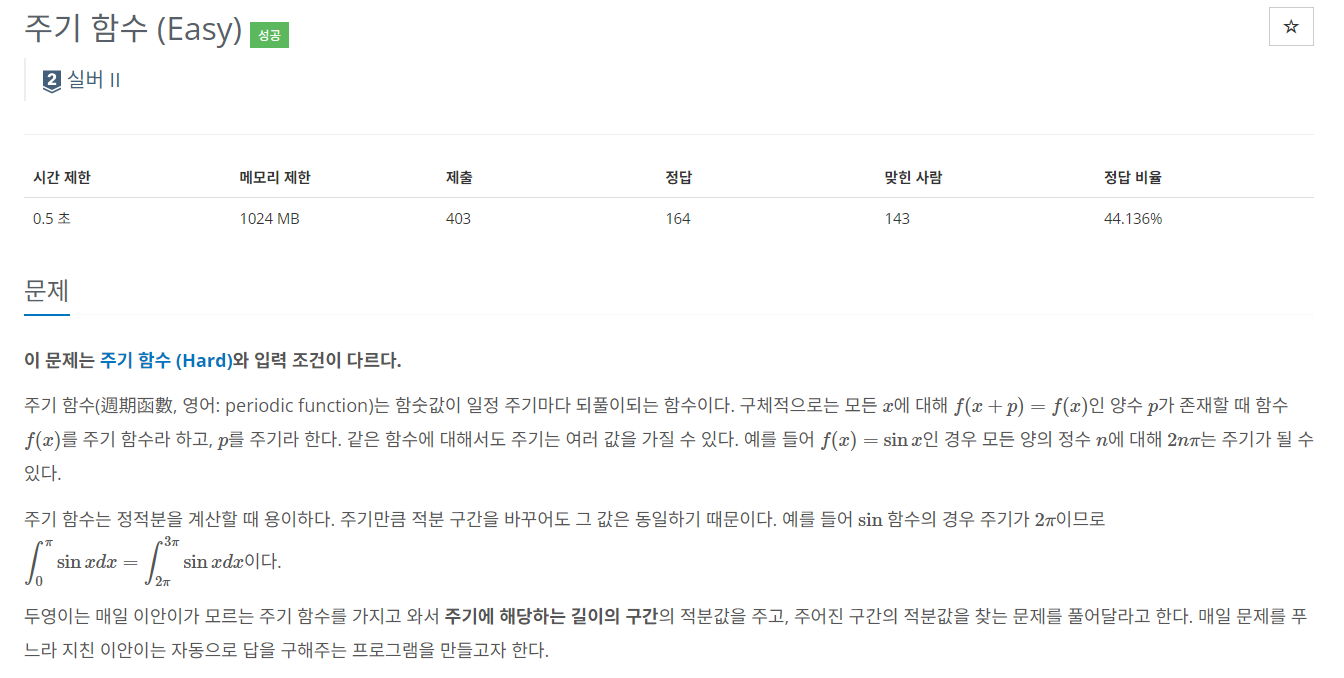 주기 함수 (Easy) 성공
☆
2 실버 II
시간 제한 메모리 제한 제출 정답 맞힌 사람 정답 비율
0.5 초 1024 MB 403 164 143 44.136%
문제
이 문제는 주기 함수 (Hard)와 입력 조건이 다르다.
주기 함수(週期函數, 영어: periodic function)는 함숫값이 일정 주기마다 되풀이되는 함수이다. 구체적으로는 모든 x에 대해 f(x + p) = f(x)인 양수 p가 존재할 때 함수
f(x)를 주기 함수라 하고, p를 주기라 한다. 같은 함수에 대해서도 주기는 여러 값을 가질 수 있다. 예를 들어 f(x) = sin x인 경우 모든 양의 정수 n에 대해 2nπ는 주기가 될 수
있다.
주기 함수는 정적분을 계산할 때 용이하다. 주기만큼 적분 구간을 바꾸어도 그 값은 동일하기 때문이다. 예를 들어 sin 함수의 경우 주기가 2π이므로
∫₀^π sin xdx = ∫_{2π}^{3π} sin xdx이다.
두영이는 매일 이안이가 모르는 주기 함수를 가지고 와서 주기에 해당하는 길이의 구간의 적분값을 주고, 주어진 구간의 적분값을 찾는 문제를 풀어달라고 한다. 매일 문제를 푸
느라 지친 이안이는 자동으로 답을 구해주는 프로그램을 만들고자 한다.